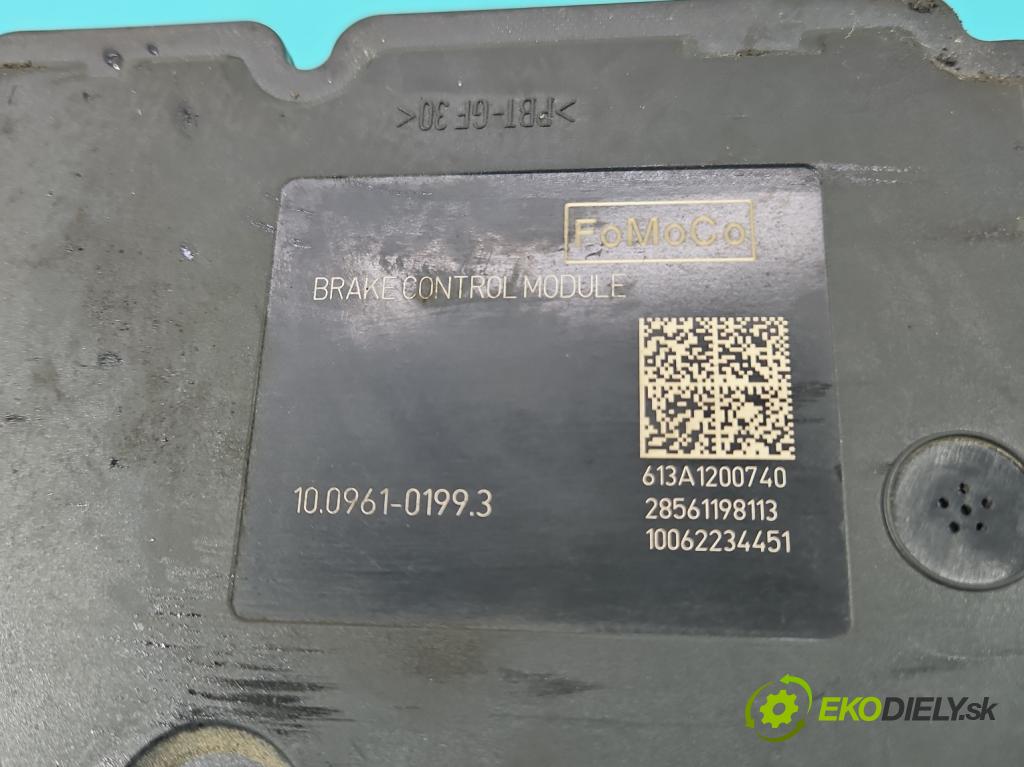 >PBT-GF 30<
FoMoCo
BRAKE CONTROL MODULE
613A1200740
10.0961-0199.3
28561198113
10062234451
EKODIELY.sk